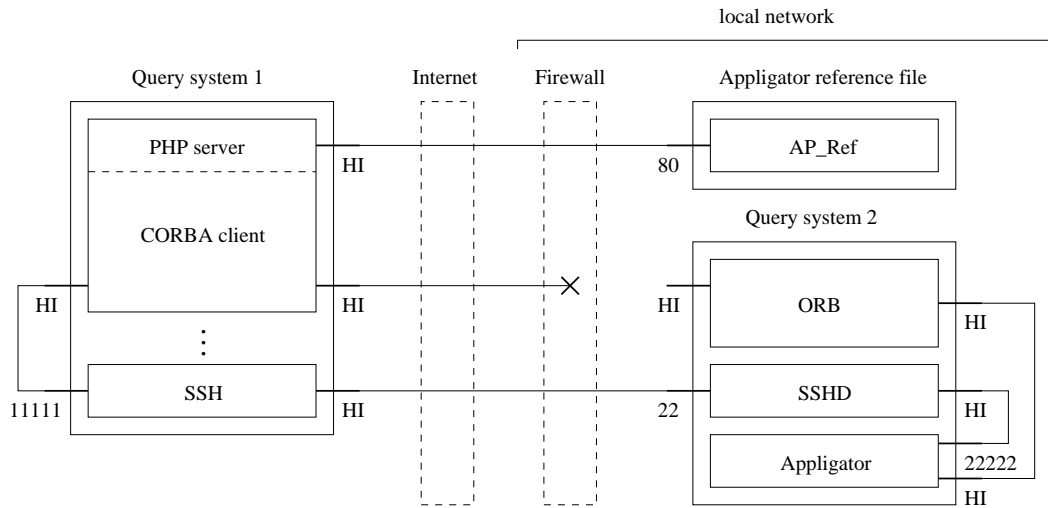 local network
Query system 1
Internet
Firewall
Appligator reference file
PHP server
HI
80
AP_Ref
CORBA client
Query system 2
HI
HI
HI
ORB
HI
SSH
11111
HI
22
SSHD
HI
Appligator
22222
HI